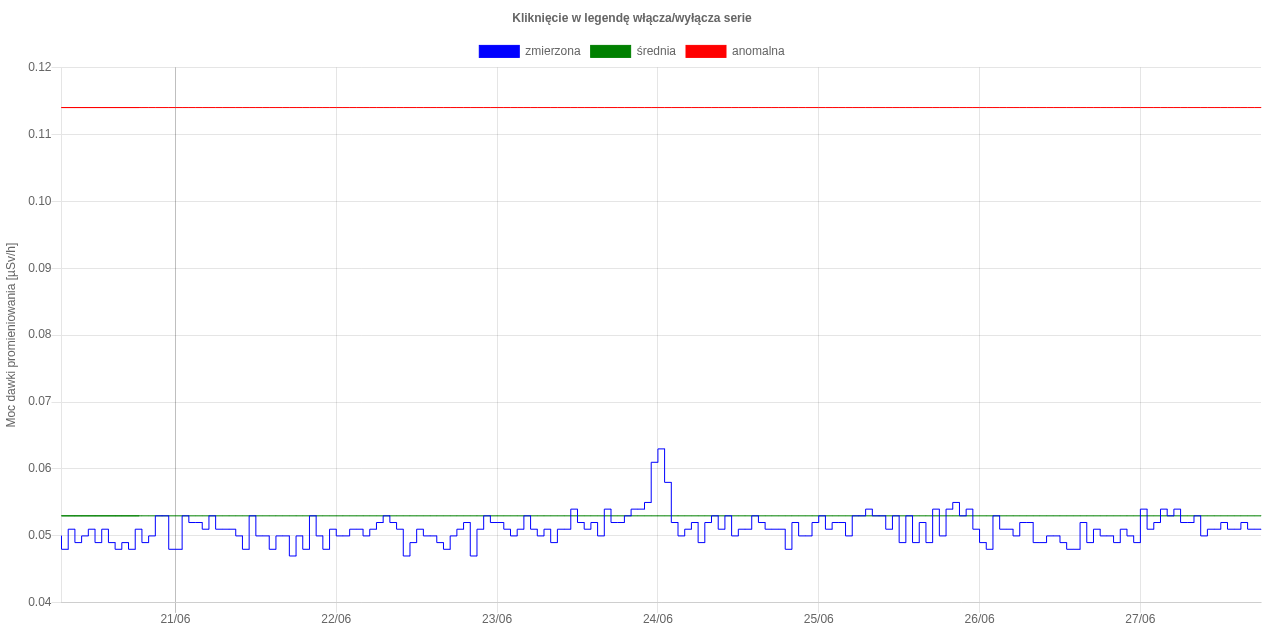 Kliknięcie w legendę włącza/wyłącza serie
zmierzona średnia anomalna
Moc dawki promieniowania [µSv/h]
0.12
0.11
0.10
0.09
0.08
0.07
0.06
0.05
0.04
21/06 22/06 23/06 24/06 25/06 26/06 27/06